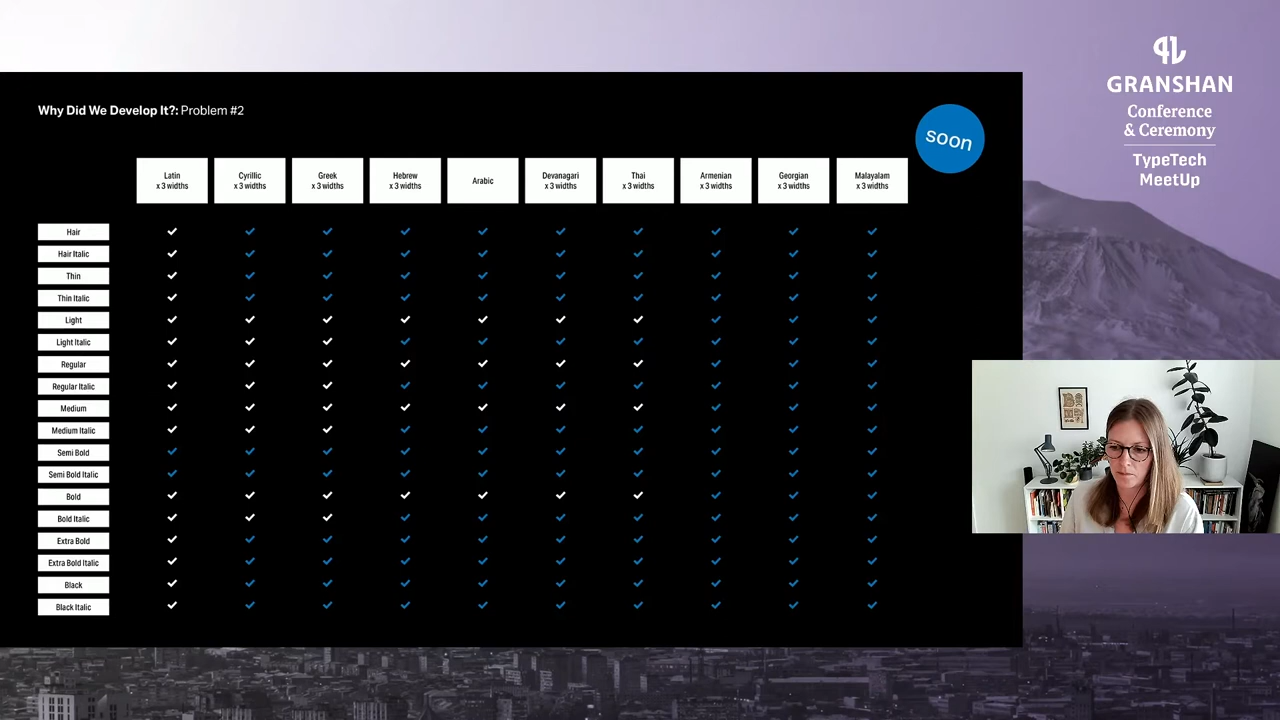 GRANSHAN
Conference
& Ceremony
TypeTech
MeetUp
Why Did We Develop It?: Problem #2
soon
Latin
x 3 widths
Cyrillic
x 3 widths
Greek
x 3 widths
Hebrew
x 3 widths
Arabic
Devanagari
x 3 widths
Thai
x 3 widths
Armenian
x 3 widths
Georgian
x 3 widths
Malayalam
x 3 widths
Hair
Hair Italic
Thin
Thin Italic
Light
Light Italic
Regular
Regular Italic
Medium
Medium Italic
Semi Bold
Semi Bold Italic
Bold
Bold Italic
Extra Bold
Extra Bold Italic
Black
Black Italic